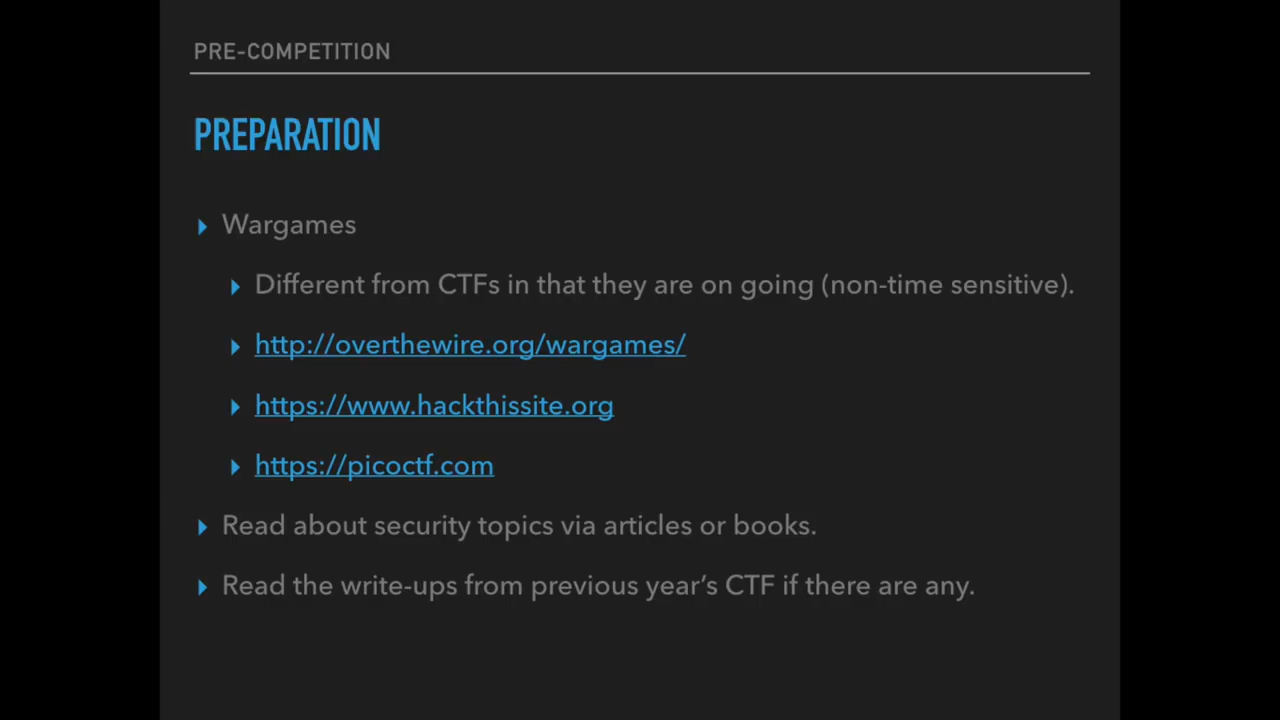 PRE-COMPETITION
PREPARATION
Wargames
Different from CTFs in that they are on going (non-time sensitive).
http://overthewire.org/wargames/
https://www.hackthissite.org
https://picoctf.com
Read about security topics via articles or books.
Read the write-ups from previous year’s CTF if there are any.